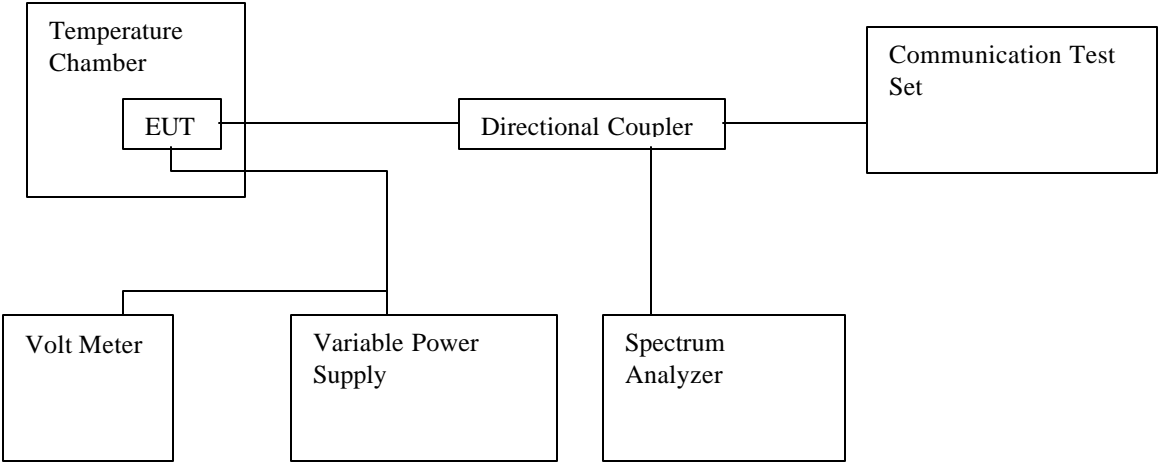 Temperature
Chamber
EUT
Directional Coupler
Communication Test
Set
Volt Meter
Variable Power
Supply
Spectrum
Analyzer